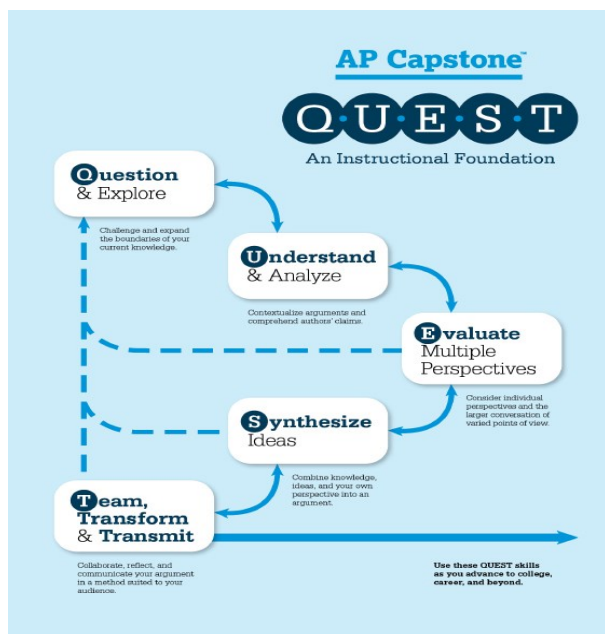 AP Capstone™
Q·U·E·S·T
An Instructional Foundation
Question
& Explore
Challenge and expand
the boundaries of your
current knowledge.
Understand
& Analyze
Contextualize arguments and
comprehend authors' claims.
Evaluate
Multiple
Perspectives
Consider individual
perspectives and the
larger conversation of
varied points of view.
Synthesize
Ideas
Combine knowledge,
ideas, and your own
perspective into an
argument.
Team,
Transform
& Transmit
Collaborate, reflect, and
communicate your argument
in a method suited to your
audience.
Use these QUEST skills
as you advance to college,
career, and beyond.